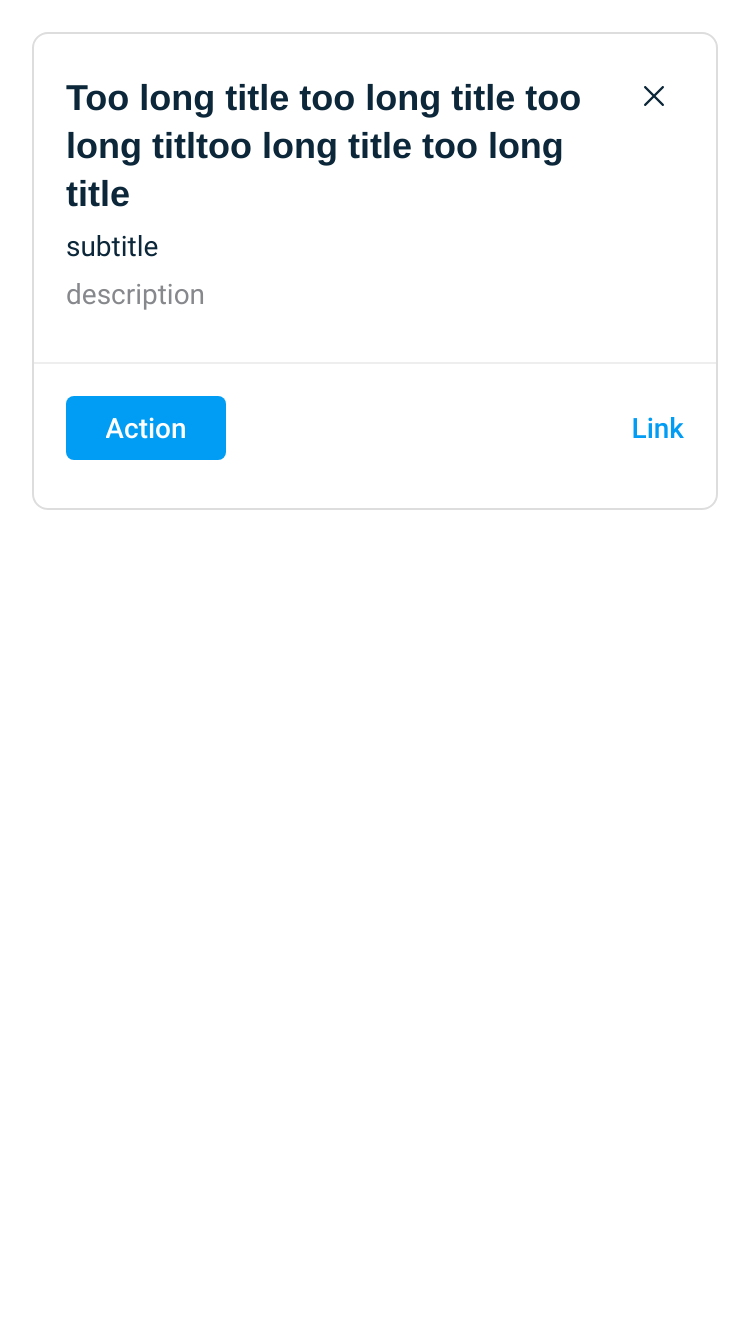 Too long title too long title too
long titltoo long title too long
title
subtitle
description
Action
Link